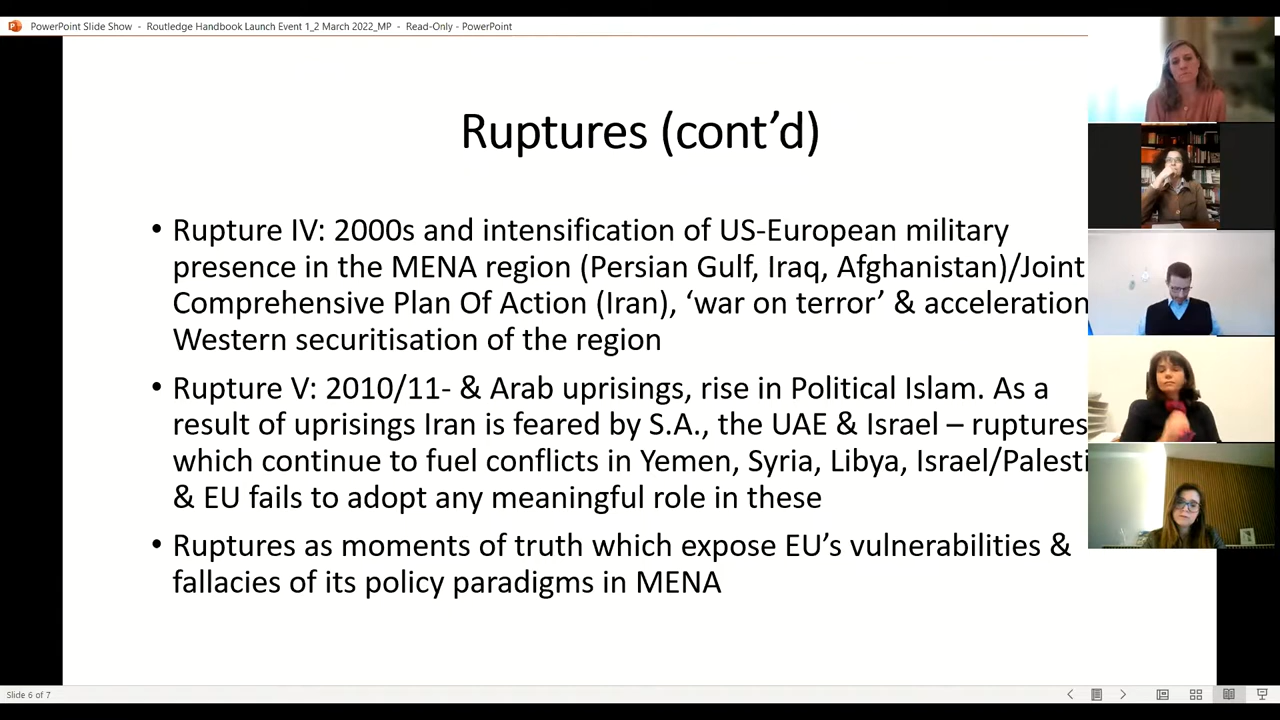 PowerPoint Slide Show - Routledge Handbook Launch Event 1_2 March 2022_MP - Read-Only - PowerPoint
Ruptures (cont’d)
• Rupture IV: 2000s and intensification of US-European military
presence in the MENA region (Persian Gulf, Iraq, Afghanistan)/Joint
Comprehensive Plan Of Action (Iran), ‘war on terror’ & acceleration
Western securitisation of the region
• Rupture V: 2010/11- & Arab uprisings, rise in Political Islam. As a
result of uprisings Iran is feared by S.A., the UAE & Israel – ruptures
which continue to fuel conflicts in Yemen, Syria, Libya, Israel/Palesti
& EU fails to adopt any meaningful role in these
• Ruptures as moments of truth which expose EU’s vulnerabilities &
fallacies of its policy paradigms in MENA
Slide 6 of 7